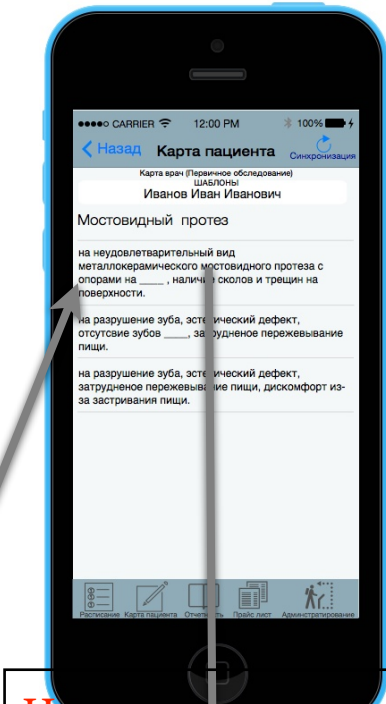 CARRIER 12:00 PM 100%
Назад Карта пациента Синхронизация
Карта врач (Первичное обследование)
ШАБЛОНЫ
Иванов Иван Иванович
Мостовидный протез
на неудовлетварительный вид
металлокерамического мостовидного протеза с
опорами на ____ , наличие сколов и трещин на
поверхности.
на разрушение зуба, эстетический дефект,
отсутсвие зубов ____, затрудненое пережевывание
пищи.
на разрушение зуба, эстетический дефект,
затрудненое пережевывание пищи, дискомфорт из-
за застривания пищи.
Расписание Карта пациента Отчетность Прайс лист Администратирование